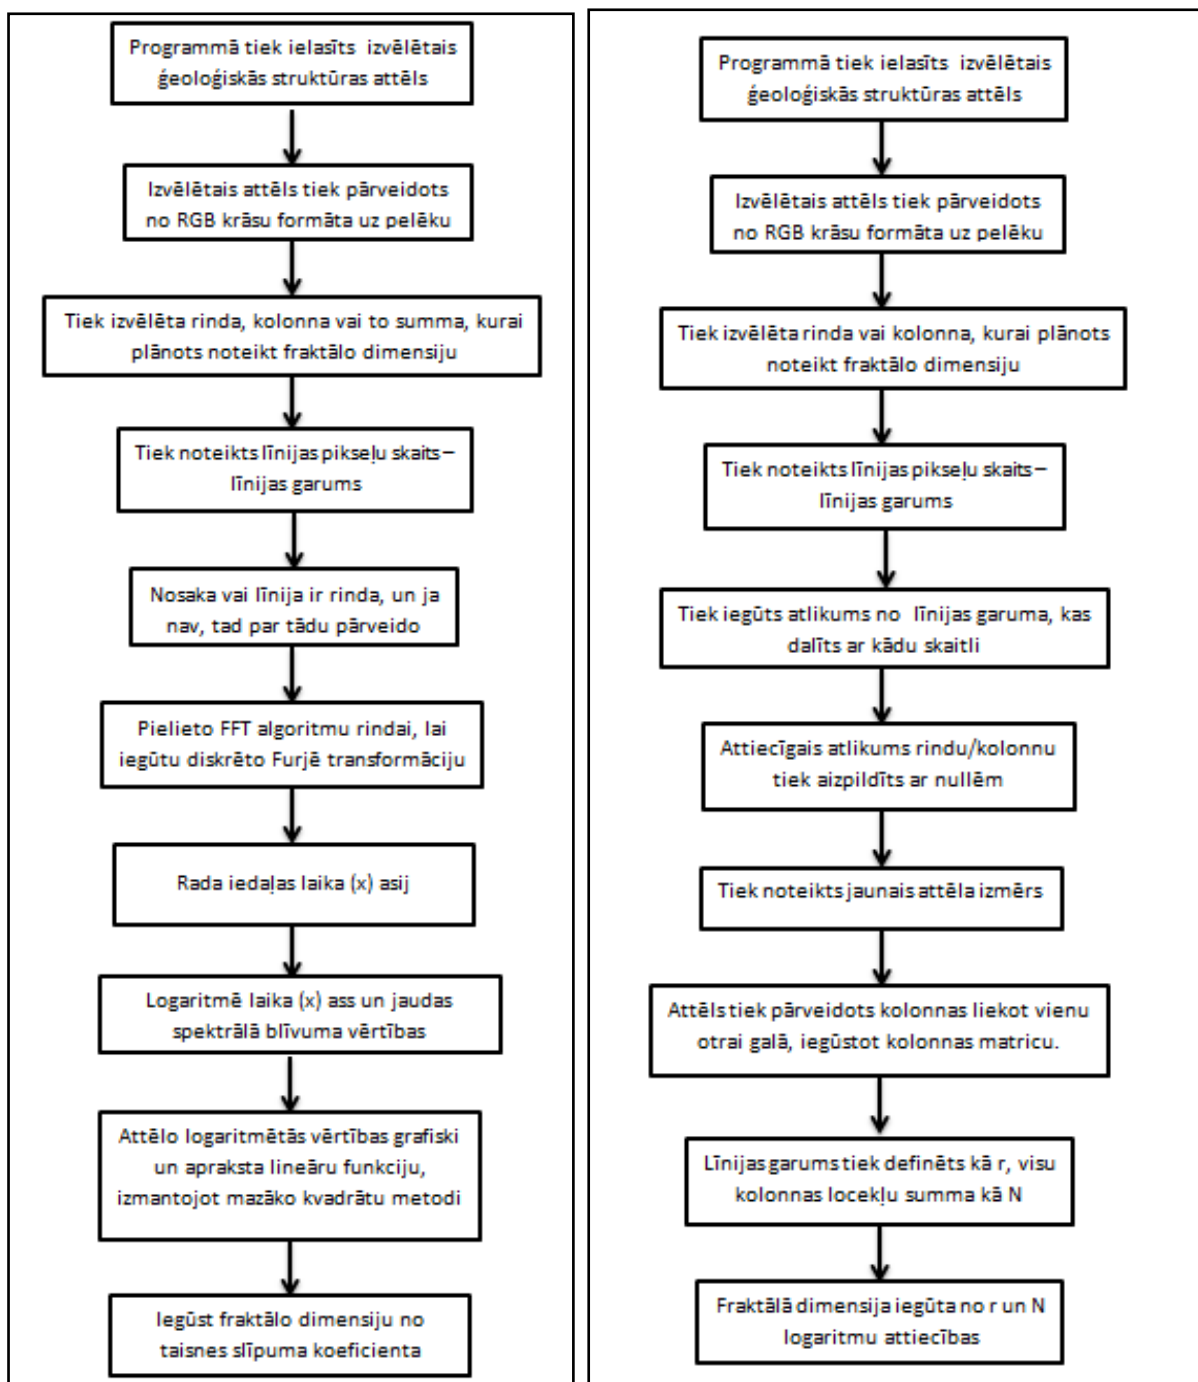 Programmā tiek ielasīts izvēlētais
ģeoloģiskās struktūras attēls
Izvēlētais attēls tiek pārveidots
no RGB krāsu formāta uz pelēku
Tiek izvēlēta rinda, kolonna vai to summa, kurai
plānots noteikt fraktālo dimensiju
Tiek noteikts līnijas pikseļu skaits –
līnijas garums
Nosaka vai līnija ir rinda, un ja
nav, tad par tādu pārveido
Pielieto FFT algoritmu rindai, lai
iegūtu diskrēto Furjē transformāciju
Rada iedaļas laika (x) asij
Logaritmē laika (x) ass un jaudas
spektrālā blīvuma vērtības
Attēlo logaritmētās vērtības grafiski
un apraksta lineāru funkciju,
izmantojot mazāko kvadrātu metodi
Iegūst fraktālo dimensiju no
taisnes slīpuma koeficienta
Programmā tiek ielasīts izvēlētais
ģeoloģiskās struktūras attēls
Izvēlētais attēls tiek pārveidots
no RGB krāsu formāta uz pelēku
Tiek izvēlēta rinda vai kolonna, kurai plānots
noteikt fraktālo dimensiju
Tiek noteikts līnijas pikseļu skaits –
līnijas garums
Tiek iegūts atlikums no līnijas garuma, kas
dalīts ar kādu skaitli
Attiecīgais atlikums rindu/kolonnu
tiek aizpildīts ar nullēm
Tiek noteikts jaunais attēla izmērs
Attēls tiek pārveidots kolonnas liekot vienu
otrai galā, iegūstot kolonnas matricu.
Līnijas garums tiek definēts kā r, visu
kolonnas locekļu summa kā N
Fraktālā dimensija iegūta no r un N
logaritmu attiecības